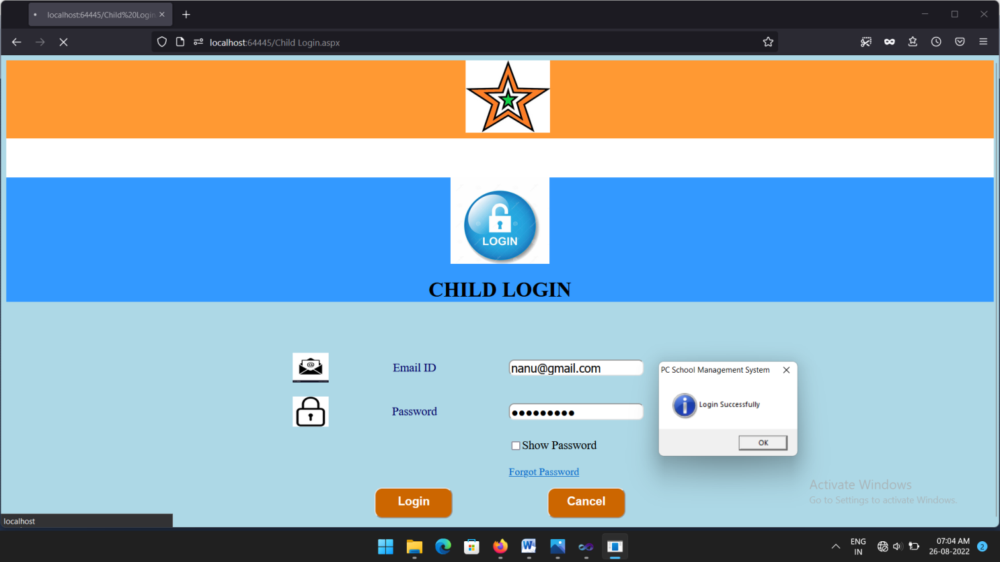 localhost:64445/Child%20Login
localhost:64445/Child Login.aspx
LOGIN
CHILD LOGIN
Email ID
nanu@gmail.com
Password
Show Password
Forgot Password
Login
Cancel
PC School Management System
Login Successfully
OK
Activate Windows
Go to Settings to activate Windows.
localhost
ENG
IN
07:04 AM
26-08-2022
2